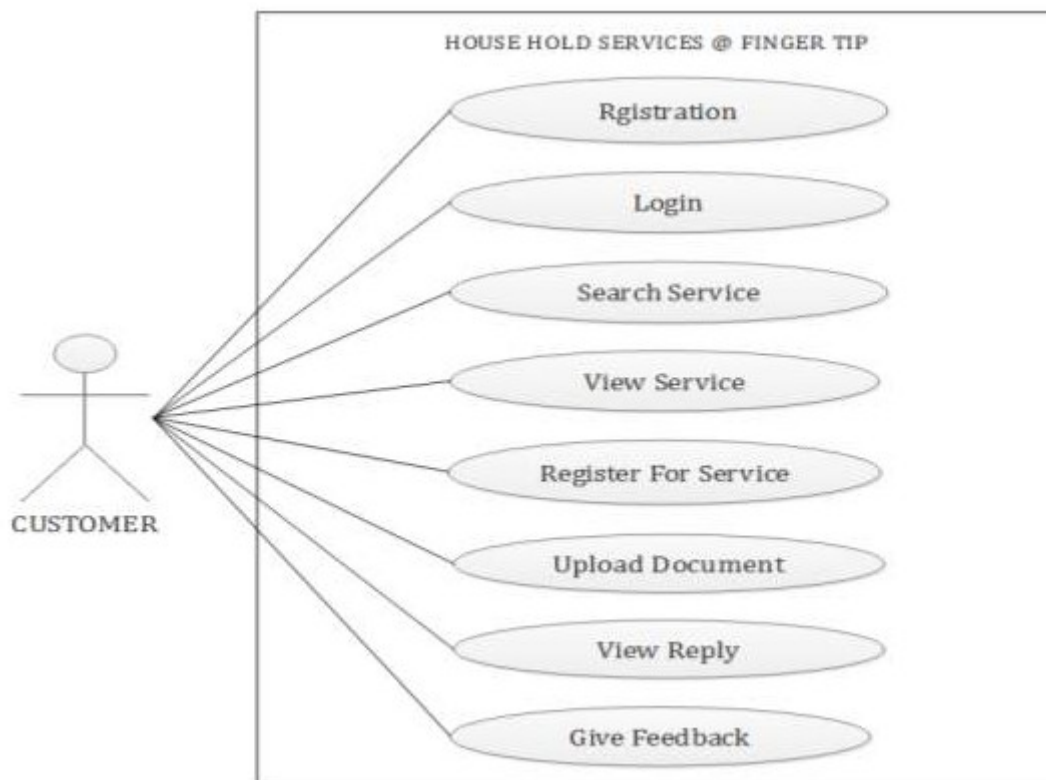 HOUSE HOLD SERVICES @ FINGER TIP
Rgistration
Login
Search Service
View Service
Register For Service
CUSTOMER
Upload Document
View Reply
Give Feedback